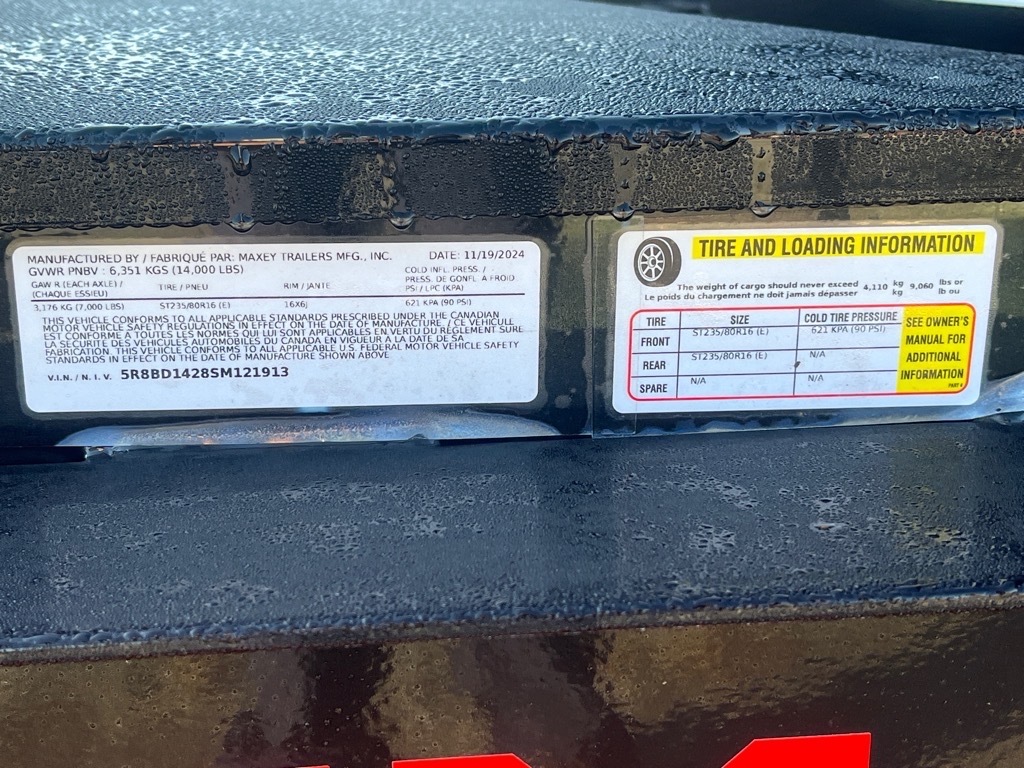 MANUFACTURED BY / FABRIQUÉ PAR: MAXEY TRAILERS MFG., INC. DATE: 11/19/2024
GVWR PNBV : 6,351 KGS (14,000 LBS)
GAWR (EACH AXLE) / (CHAQUE ESSIEU) TIRE / PNEU RIM / JANTE COLD INFL. PRESS. / PRESS. DE GONFL. A FROID PSI / LPC (KPA)
3,176 KG (7,000 LBS) ST235/80R16 (E) 16X6J 621 KPA (90 PSI)
THIS VEHICLE CONFORMS TO ALL APPLICABLE STANDARDS PRESCRIBED UNDER THE CANADIAN
MOTOR VEHICLE SAFETY REGULATIONS IN EFFECT ON THE DATE OF MANUFACTURE. / CE VEHICULE
EST CONFORME A TOUTES LES NORMES QUI LUI SONT APPLICABLES EN VERTU DU REGLEMENT SURE
LA SECURITE DES VEHICULES AUTOMOBILES DU CANADA EN VIGUEUR A LA DATE DE SA
FABRICATION. THIS VEHICLE CONFORMS TO ALL APPLICABLE U.S. FEDERAL MOTOR VEHICLE SAFETY
STANDARDS IN EFFECT ON THE DATE OF MANUFACTURE SHOWN ABOVE
V.I.N. / N. I. V. 5R8BD1428SM121913
TIRE AND LOADING INFORMATION
The weight of cargo should never exceed 4,110 kg 9,060 lbs or
Le poids du chargement ne doit jamais dépasser kg lb ou
TIRE SIZE COLD TIRE PRESSURE
FRONT ST235/80R16 (E) 621 KPA (90 PSI)
REAR ST235/80R16 (E) N/A
SPARE N/A N/A
SEE OWNER'S
MANUAL FOR
ADDITIONAL
INFORMATION
PART 4